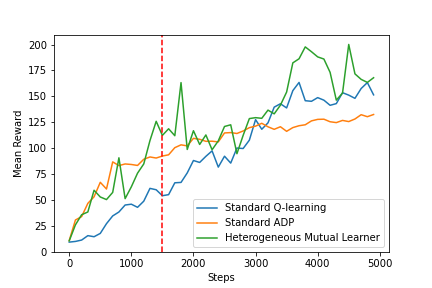 200
175
150
125
100
75
50
25
0
Mean Reward
0 1000 2000 3000 4000 5000
Steps
Standard Q-learning
Standard ADP
Heterogeneous Mutual Learner